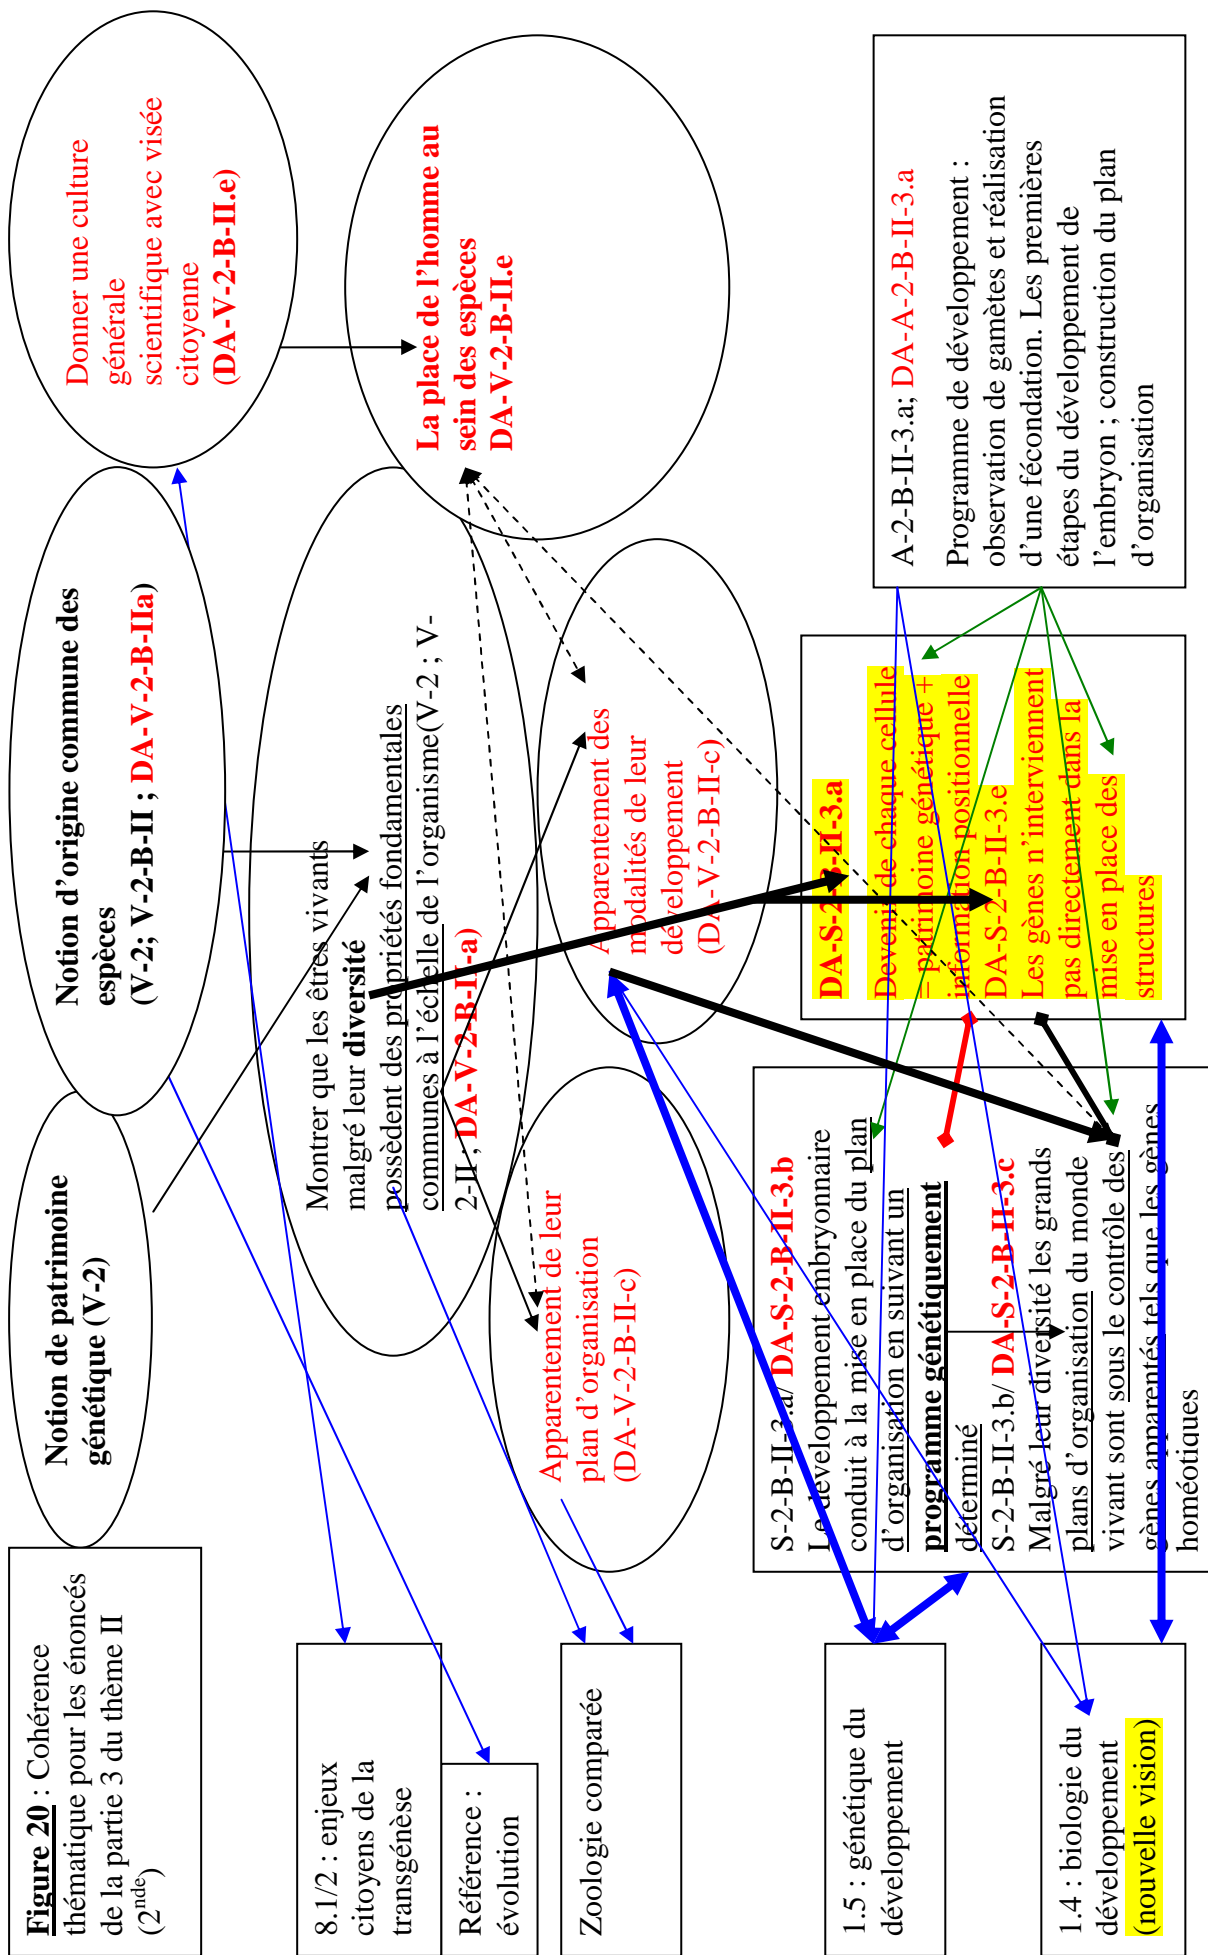 Figure 20 : Cohérence
thématique pour les énoncés
de la partie 3 du thème II
(2nde)
Notion de patrimoine
génétique (V-2)
Notion d'origine commune des
espèces
(V-2; V-2-B-II ; DA-V-2-B-IIa)
Donner une culture
générale
scientifique avec visée
citoyenne
(DA-V-2-B-II.e)
8.1/2 : enjeux
citoyens de la
transgénèse
Référence :
évolution
Zoologie comparée
Montrer que les êtres vivants
malgré leur diversité
possèdent des propriétés fondamentales
communes à l'échelle de l'organisme(V-2 ; V-
2-II ; DA-V-2-B-II-a)
La place de l'homme au
sein des espèces
DA-V-2-B-II.e
Apparentement de leur
plan d'organisation
(DA-V-2-B-II-c)
Apparentement des
modalités de leur
développement
(DA-V-2-B-II-c)
1.5 : génétique du
développement
1.4 : biologie du
développement
(nouvelle vision)
S-2-B-II-3.a/ DA-S-2-B-II-3.b
Le développement embryonnaire
conduit à la mise en place du plan
d'organisation en suivant un
programme génétiquement
déterminé
S-2-B-II-3.b/ DA-S-2-B-II-3.c
Malgré leur diversité les grands
plans d'organisation du monde
vivant sont sous le contrôle des
gènes apparentés tels que les gènes
homéotiques
DA-S-2-B-II-3.a
Devenir de chaque cellule
= patrimoine génétique +
information positionnelle
DA-S-2-B-II-3.e
Les gènes n'interviennent
pas directement dans la
mise en place des
structures
A-2-B-II-3.a; DA-A-2-B-II-3.a
Programme de développement :
observation de gamètes et réalisation
d'une fécondation. Les premières
étapes du développement de
l'embryon ; construction du plan
d'organisation